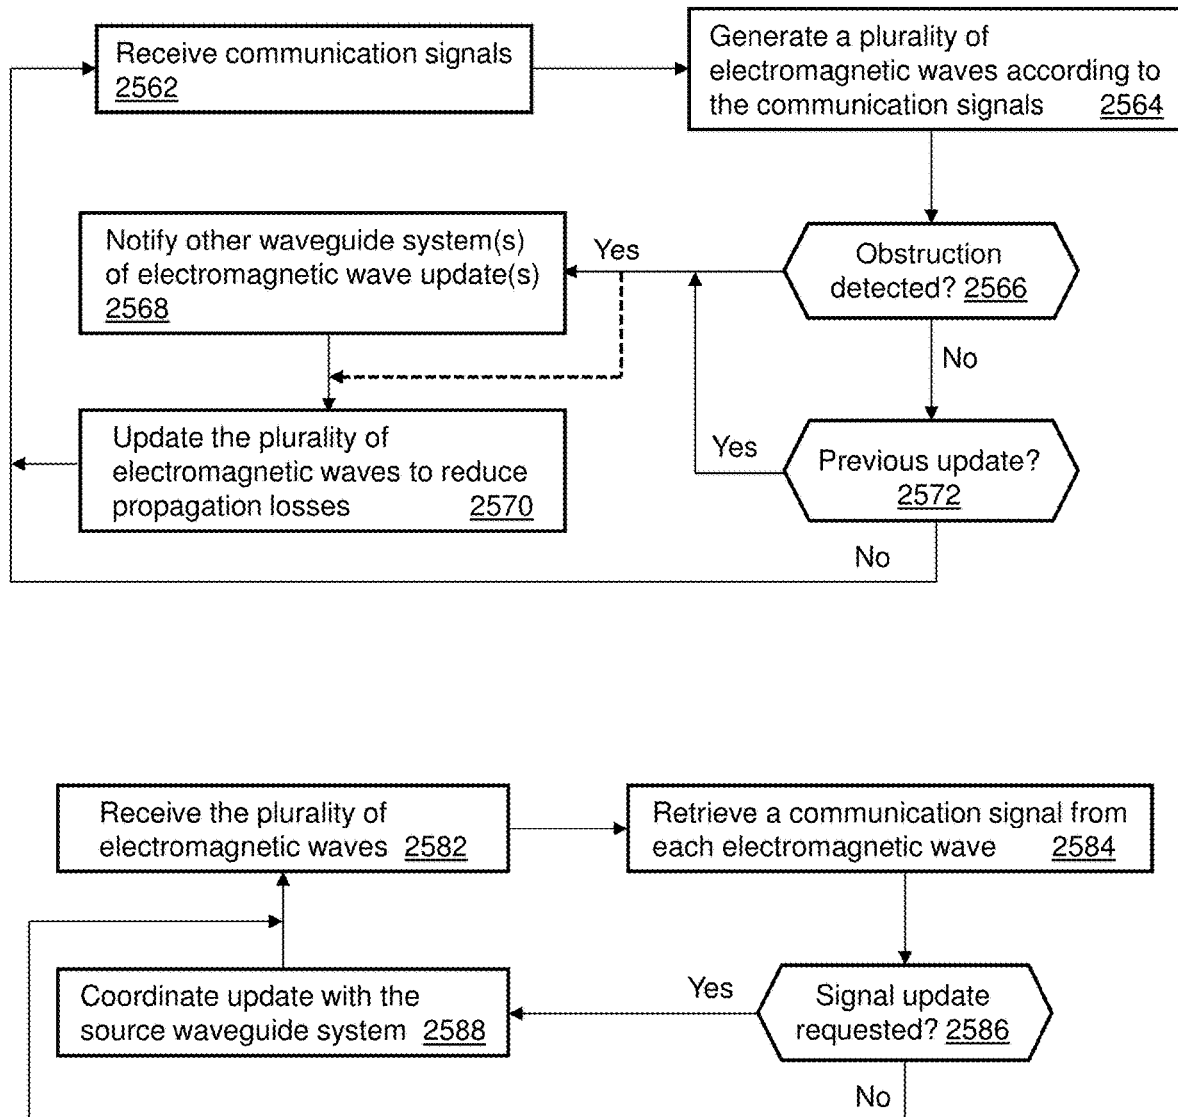 Receive communication signals
2562
Generate a plurality of
electromagnetic waves according to
the communication signals 2564
Notify other waveguide system(s)
of electromagnetic wave update(s)
2568
Yes
Obstruction
detected? 2566
No
Update the plurality of
electromagnetic waves to reduce
propagation losses 2570
Yes
Previous update?
2572
No
Receive the plurality of
electromagnetic waves 2582
Retrieve a communication signal from
each electromagnetic wave 2584
Coordinate update with the
source waveguide system 2588
Yes
Signal update
requested? 2586
No